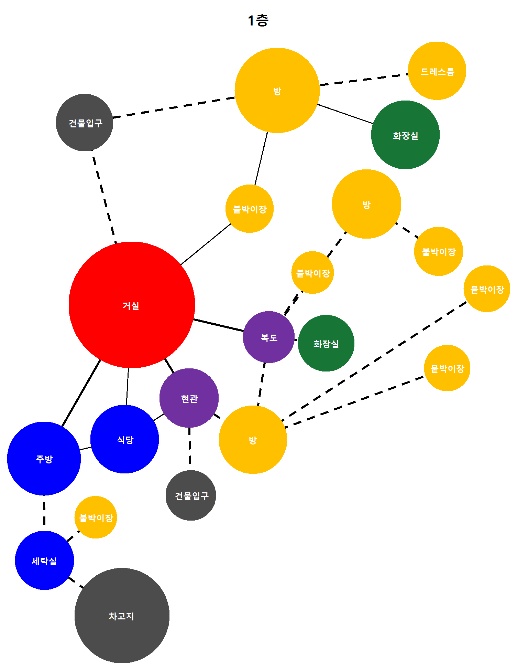 1층
드레스룸
방
건물입구
화장실
방
붙박이장
붙박이장
붙박이장
붙박이장
거실
복도
화장실
붙박이장
현관
식당
방
주방
건물입구
붙박이장
세탁실
차고지